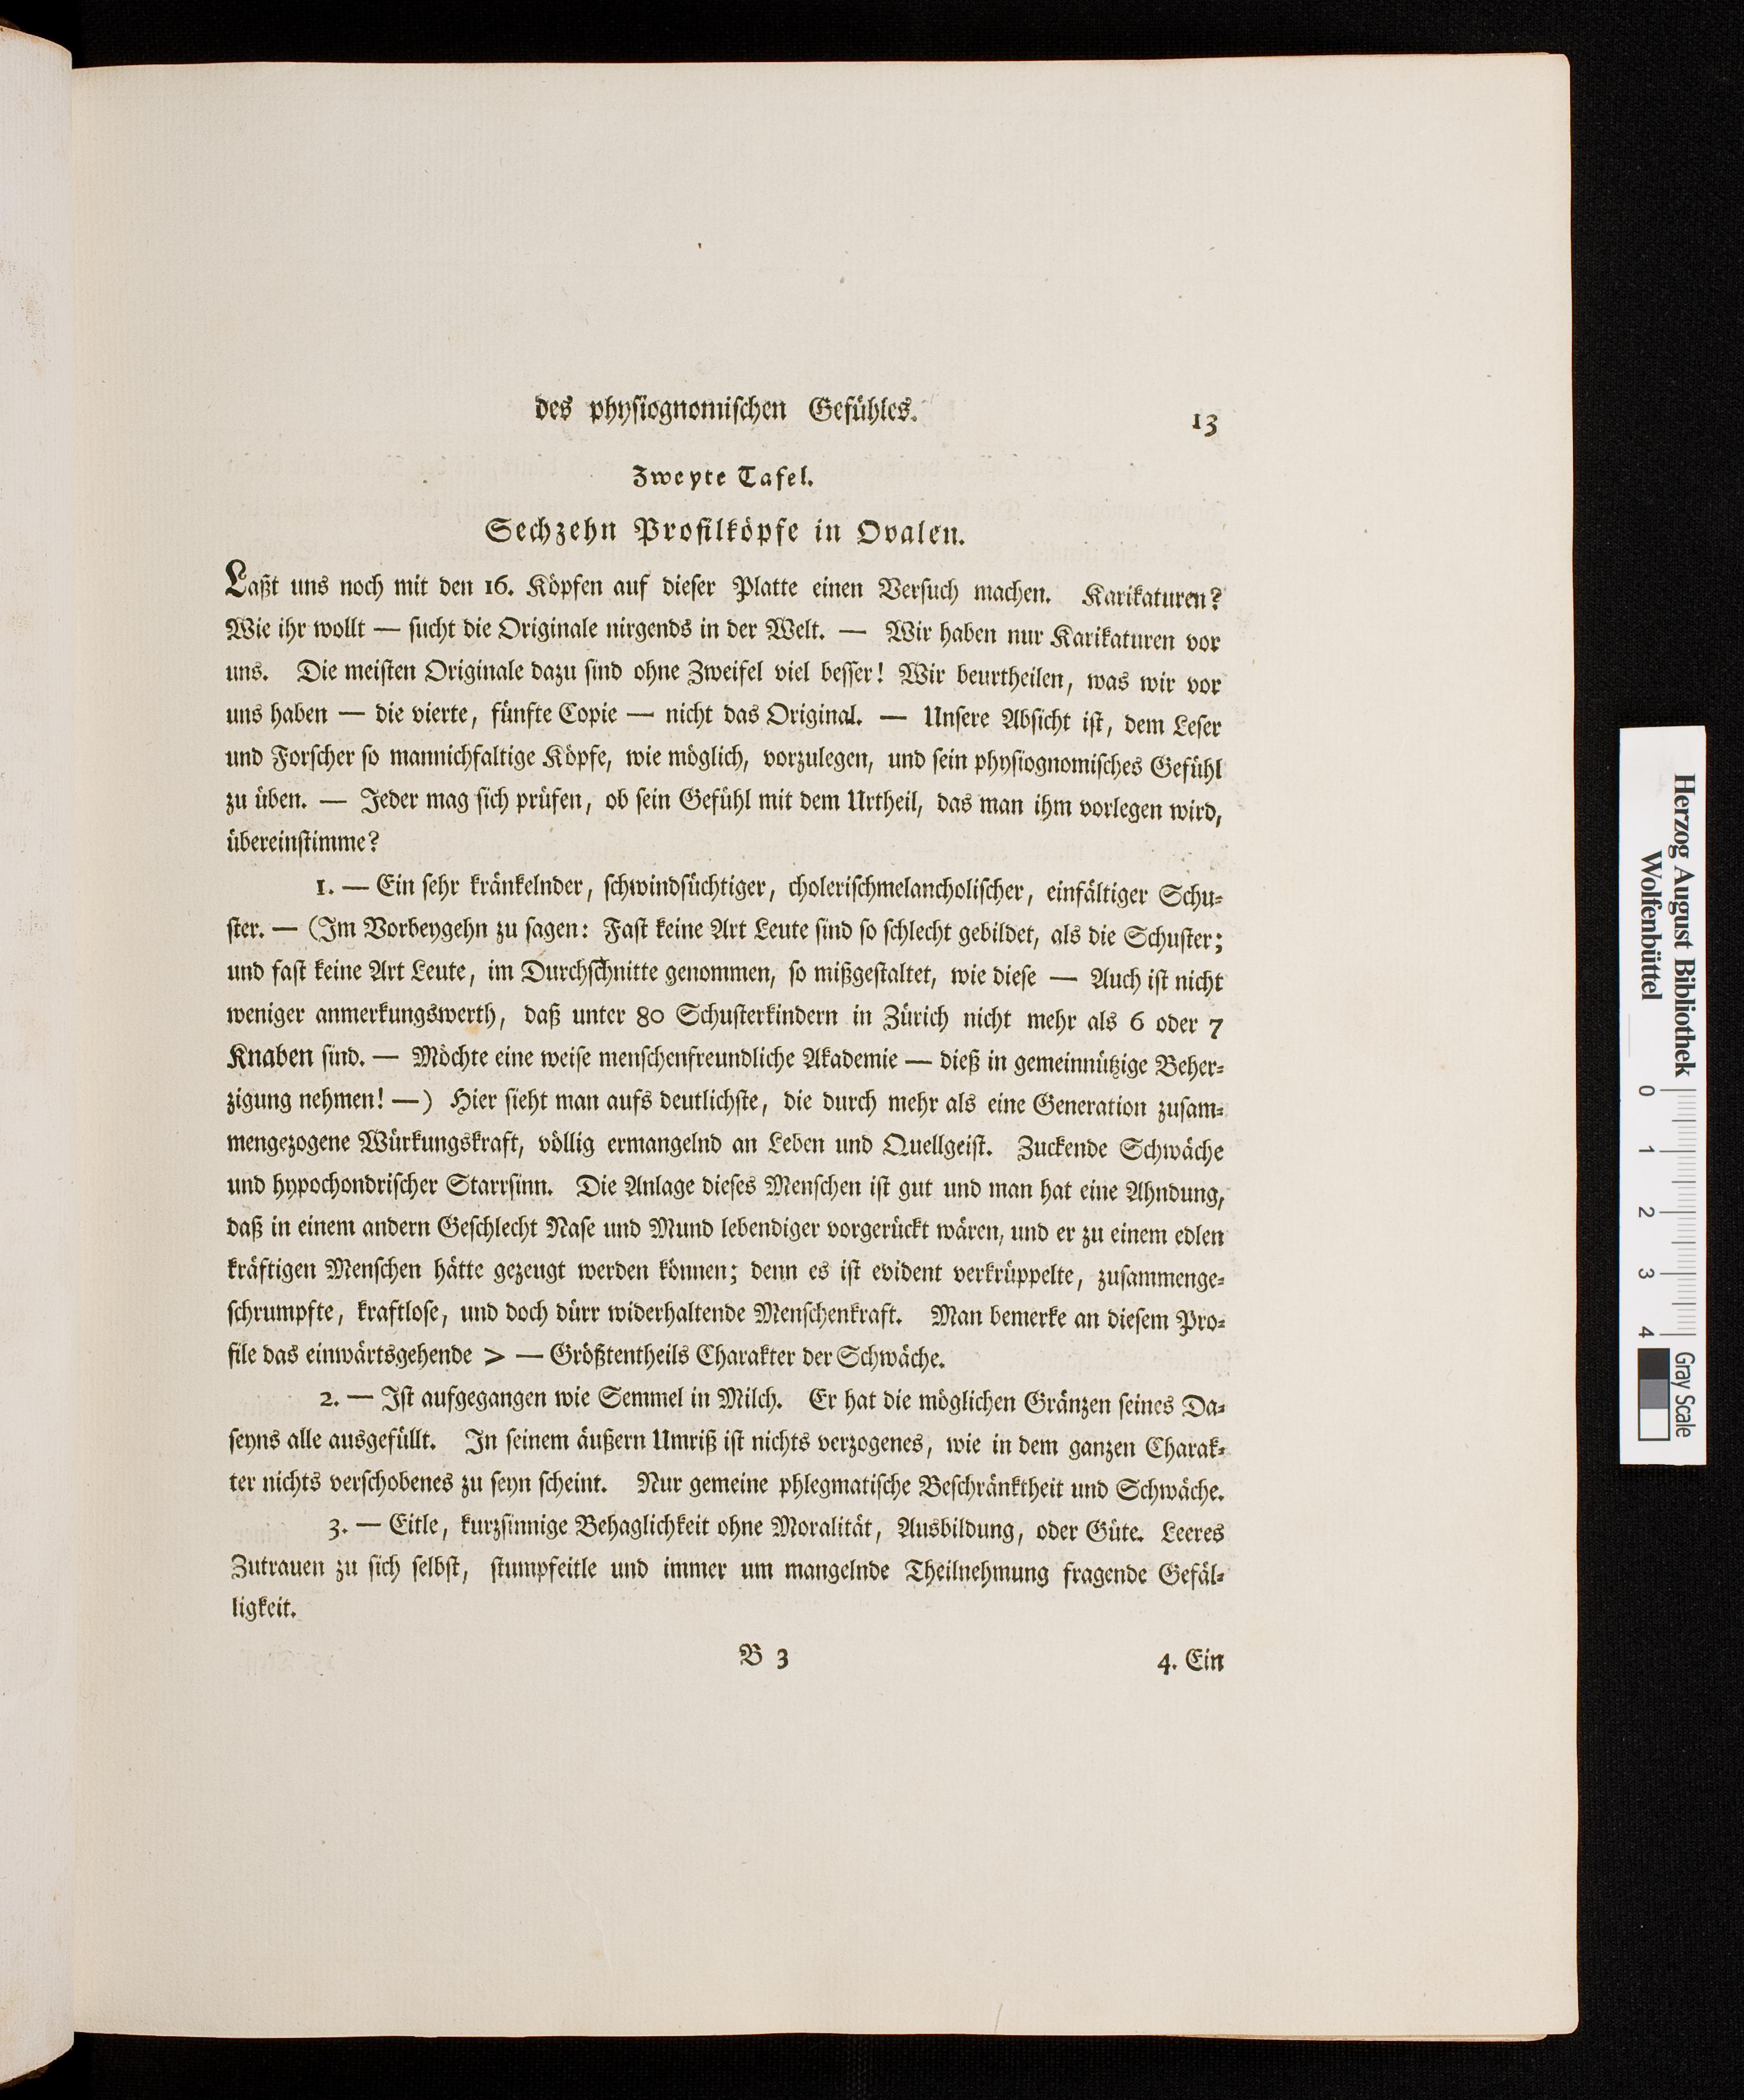 des physiognomischen Gefühles. 13
Zweyte Tafel.
Sechzehn Profilköpfe in Ovalen.
Laßt uns noch mit den 16. Köpfen auf dieser Platte einen Versuch machen. Karikaturen?
Wie ihr wollt — sucht die Originale nirgends in der Welt. — Wir haben nur Karikaturen vor
uns. Die meisten Originale dazu sind ohne Zweifel viel besser! Wir beurtheilen, was wir vor
uns haben — die vierte, fünfte Copie — nicht das Original. — Unsere Absicht ist, dem Leser
und Forscher so mannichfaltige Köpfe, wie möglich, vorzulegen, und sein physiognomisches Gefühl
zu üben. — Jeder mag sich prüfen, ob sein Gefühl mit dem Urtheil, das man ihm vorlegen wird,
übereinstimme?
1. — Ein sehr kränkelnder, schwindsüchtiger, cholerischmelancholischer, einfältiger Schu-
ster. — (Im Vorbeygehn zu sagen: Fast keine Art Leute sind so schlecht gebildet, als die Schuster;
und fast keine Art Leute, im Durchschnitte genommen, so mißgestaltet, wie diese — Auch ist nicht
weniger anmerkungswerth, daß unter 80 Schusterkindern in Zürich nicht mehr als 6 oder 7
Knaben sind. — Möchte eine weise menschenfreundliche Akademie — dieß in gemeinnützige Beher-
zigung nehmen! —) Hier sieht man aufs deutlichste, die durch mehr als eine Generation zusam-
mengezogene Würkungskraft, völlig ermangelnd an Leben und Quellgeist. Zuckende Schwäche
und hypochondrischer Starrsinn. Die Anlage dieses Menschen ist gut und man hat eine Ahndung,
daß in einem andern Geschlecht Nase und Mund lebendiger vorgerückt wären, und er zu einem edlen
kräftigen Menschen hätte gezeugt werden können; denn es ist evident verkrüppelte, zusammenge-
schrumpfte, kraftlose, und doch dürr widerhaltende Menschenkraft. Man bemerke an diesem Pro-
file das einwärtsgehende > — Größtentheils Charakter der Schwäche.
2. — Ist aufgegangen wie Semmel in Milch. Er hat die möglichen Gränzen seines Da-
seyns alle ausgefüllt. In seinem äußern Umriß ist nichts verzogenes, wie in dem ganzen Charak-
ter nichts verschobenes zu seyn scheint. Nur gemeine phlegmatische Beschränktheit und Schwäche.
3. — Eitle, kurzsinnige Behaglichkeit ohne Moralität, Ausbildung, oder Güte. Leeres
Zutrauen zu sich selbst, stumpfeitle und immer um mangelnde Theilnehmung fragende Gefäl-
ligkeit.
B 3 4. Ein
Herzog August Bibliothek
Wolfenbüttel
0 1 2 3 4
Gray Scale